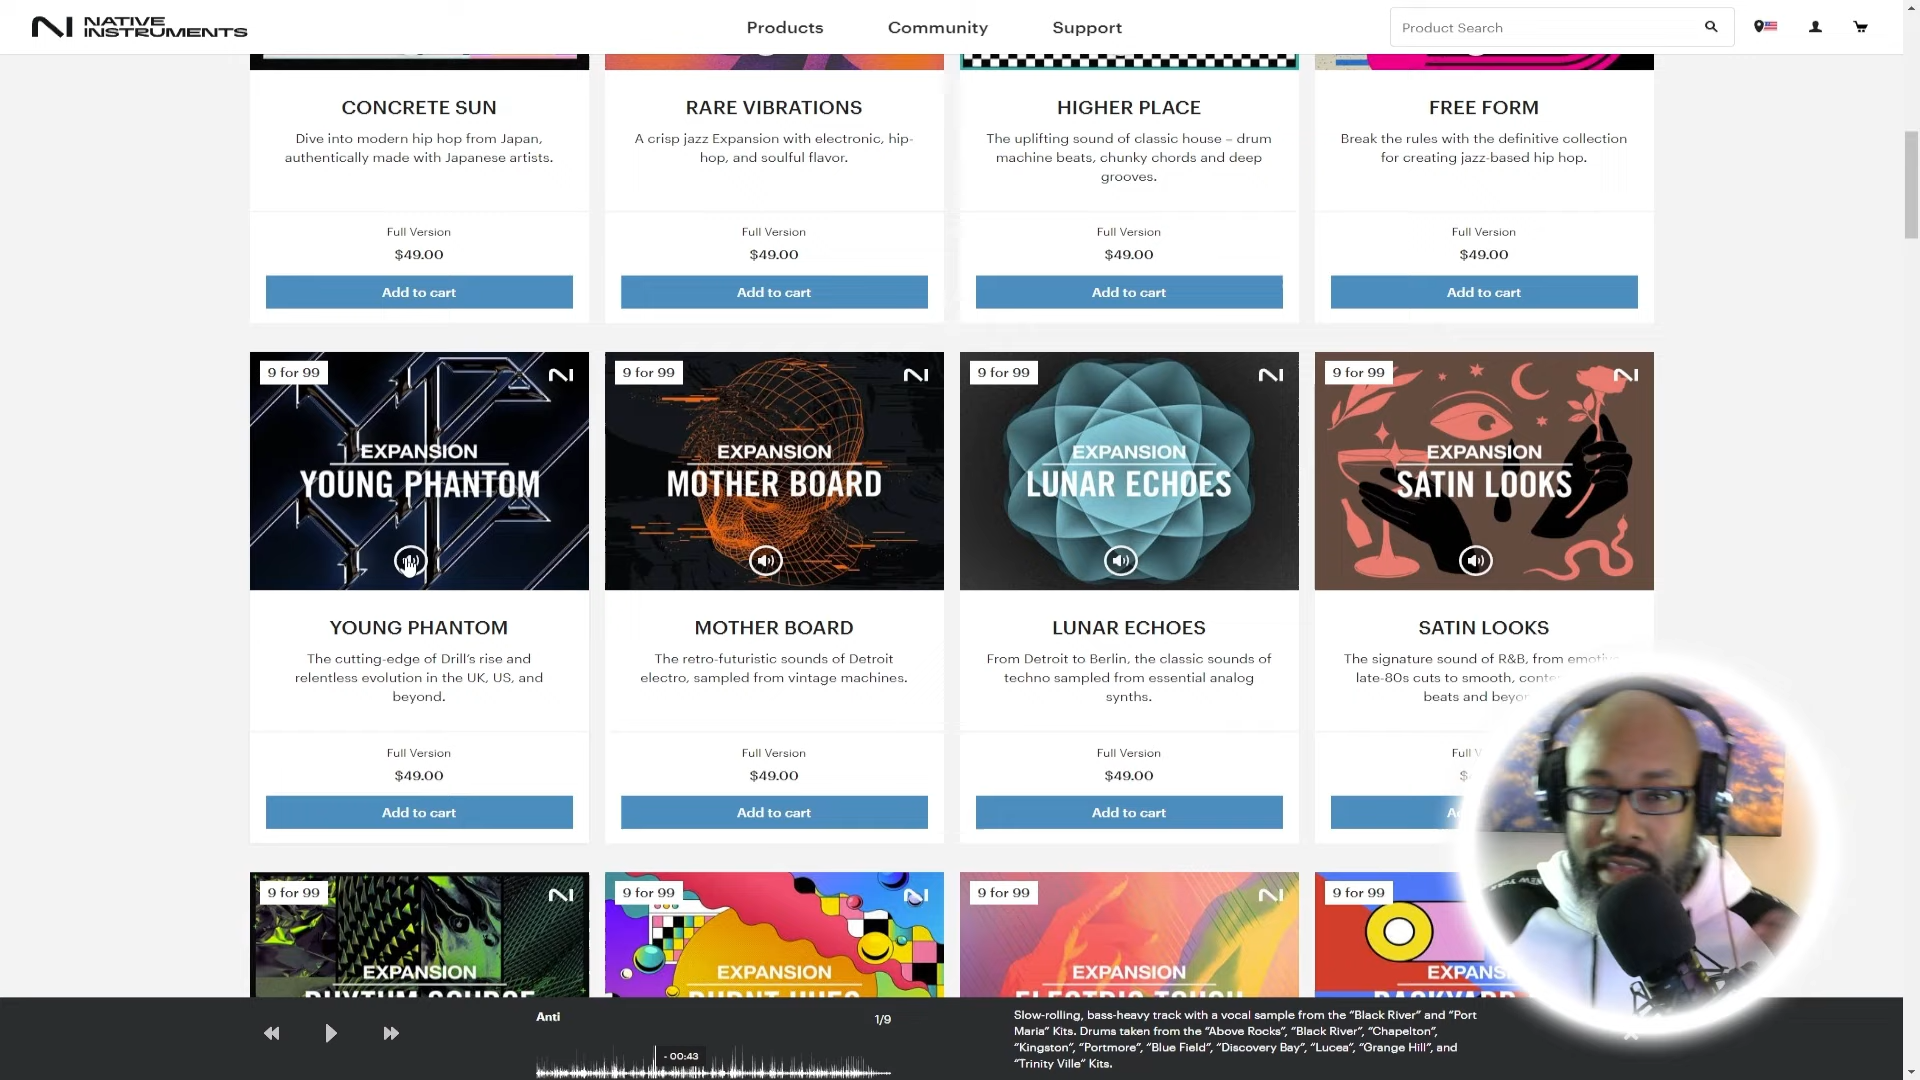 NATIVE
INSTRUMENTS
Products
Community
Support
Product Search
CONCRETE SUN
Dive into modern hip hop from Japan,
authentically made with Japanese artists.
Full Version
$49.00
Add to cart
RARE VIBRATIONS
A crisp jazz Expansion with electronic, hip-
hop, and soulful flavor.
Full Version
$49.00
Add to cart
HIGHER PLACE
The uplifting sound of classic house – drum
machine beats, chunky chords and deep
grooves.
Full Version
$49.00
Add to cart
FREE FORM
Break the rules with the definitive collection
for creating jazz-based hip hop.
Full Version
$49.00
Add to cart
9 for 99
EXPANSION
YOUNG PHANTOM
YOUNG PHANTOM
The cutting-edge of Drill’s rise and
relentless evolution in the UK, US, and
beyond.
Full Version
$49.00
Add to cart
9 for 99
EXPANSION
MOTHER BOARD
MOTHER BOARD
The retro-futuristic sounds of Detroit
electro, sampled from vintage machines.
Full Version
$49.00
Add to cart
9 for 99
EXPANSION
LUNAR ECHOES
LUNAR ECHOES
From Detroit to Berlin, the classic sounds of
techno sampled from essential analog
synths.
Full Version
$49.00
Add to cart
9 for 99
EXPANSION
SATIN LOOKS
SATIN LOOKS
The signature sound of R&B, from
late-80s cuts to smooth,
beats and
Full
9 for 99
EXPANSION
9 for 99
EXPANSION
9 for 99
EXPANSION
9 for 99
Anti
1/9
- 00:43
Slow-rolling, bass-heavy track with a vocal sample from the “Black River” and “Port
Maria” Kits. Drums taken from the “Above Rocks”, “Black River”, “Chapelton”,
“Kingston”, “Portmore”, “Blue Field”, “Discovery Bay”, “Lucea”, “Grange Hill”, and
“Trinity Ville” Kits.